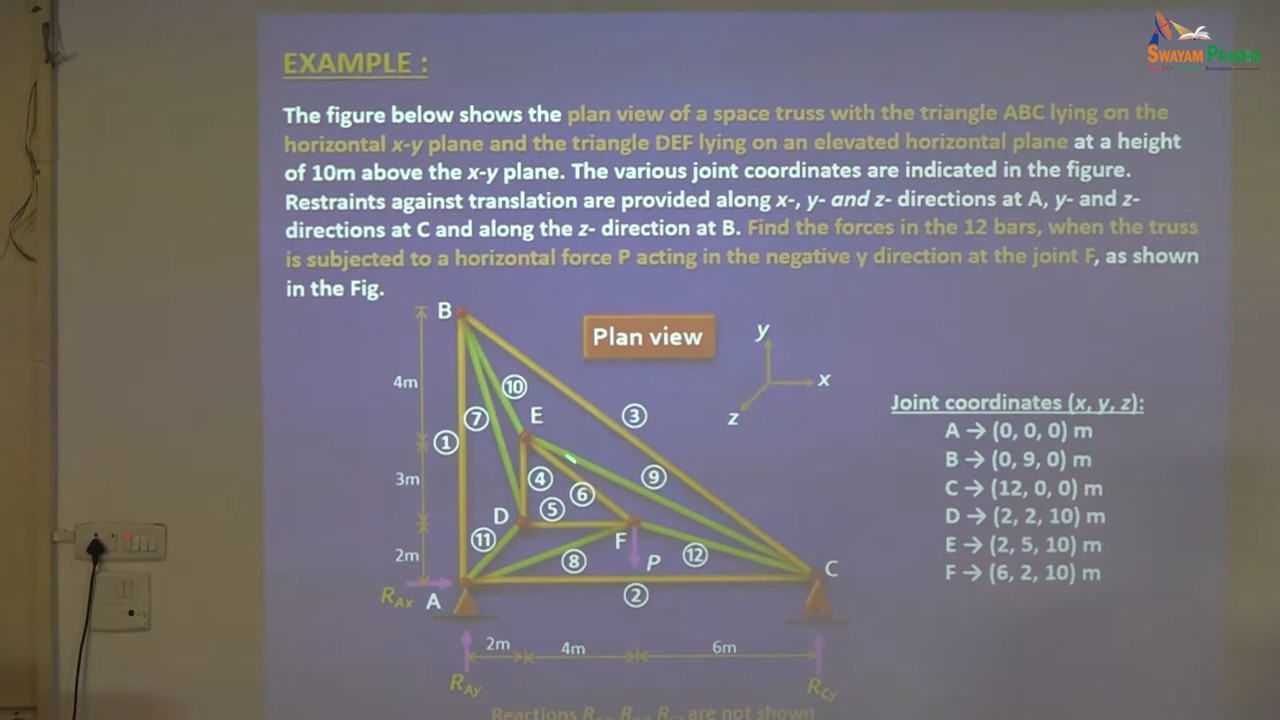 SWAYAM PRABHA
EXAMPLE :
The figure below shows the plan view of a space truss with the triangle ABC lying on the
horizontal x-y plane and the triangle DEF lying on an elevated horizontal plane at a height
of 10m above the x-y plane. The various joint coordinates are indicated in the figure.
Restraints against translation are provided along x-, y- and z- directions at A, y- and z-
directions at C and along the z- direction at B. Find the forces in the 12 bars, when the truss
is subjected to a horizontal force P acting in the negative y direction at the joint F, as shown
in the Fig.
B
Plan view
y
x
z
4m
10
7
E
3
1
3m
4
6
9
5
D
11
F
P
12
8
2m
C
RAx
A
2
2m
4m
6m
RAy
RCy
Joint coordinates (x, y, z):
A → (0, 0, 0) m
B → (0, 9, 0) m
C → (12, 0, 0) m
D → (2, 2, 10) m
E → (2, 5, 10) m
F → (6, 2, 10) m
Reactions are not shown